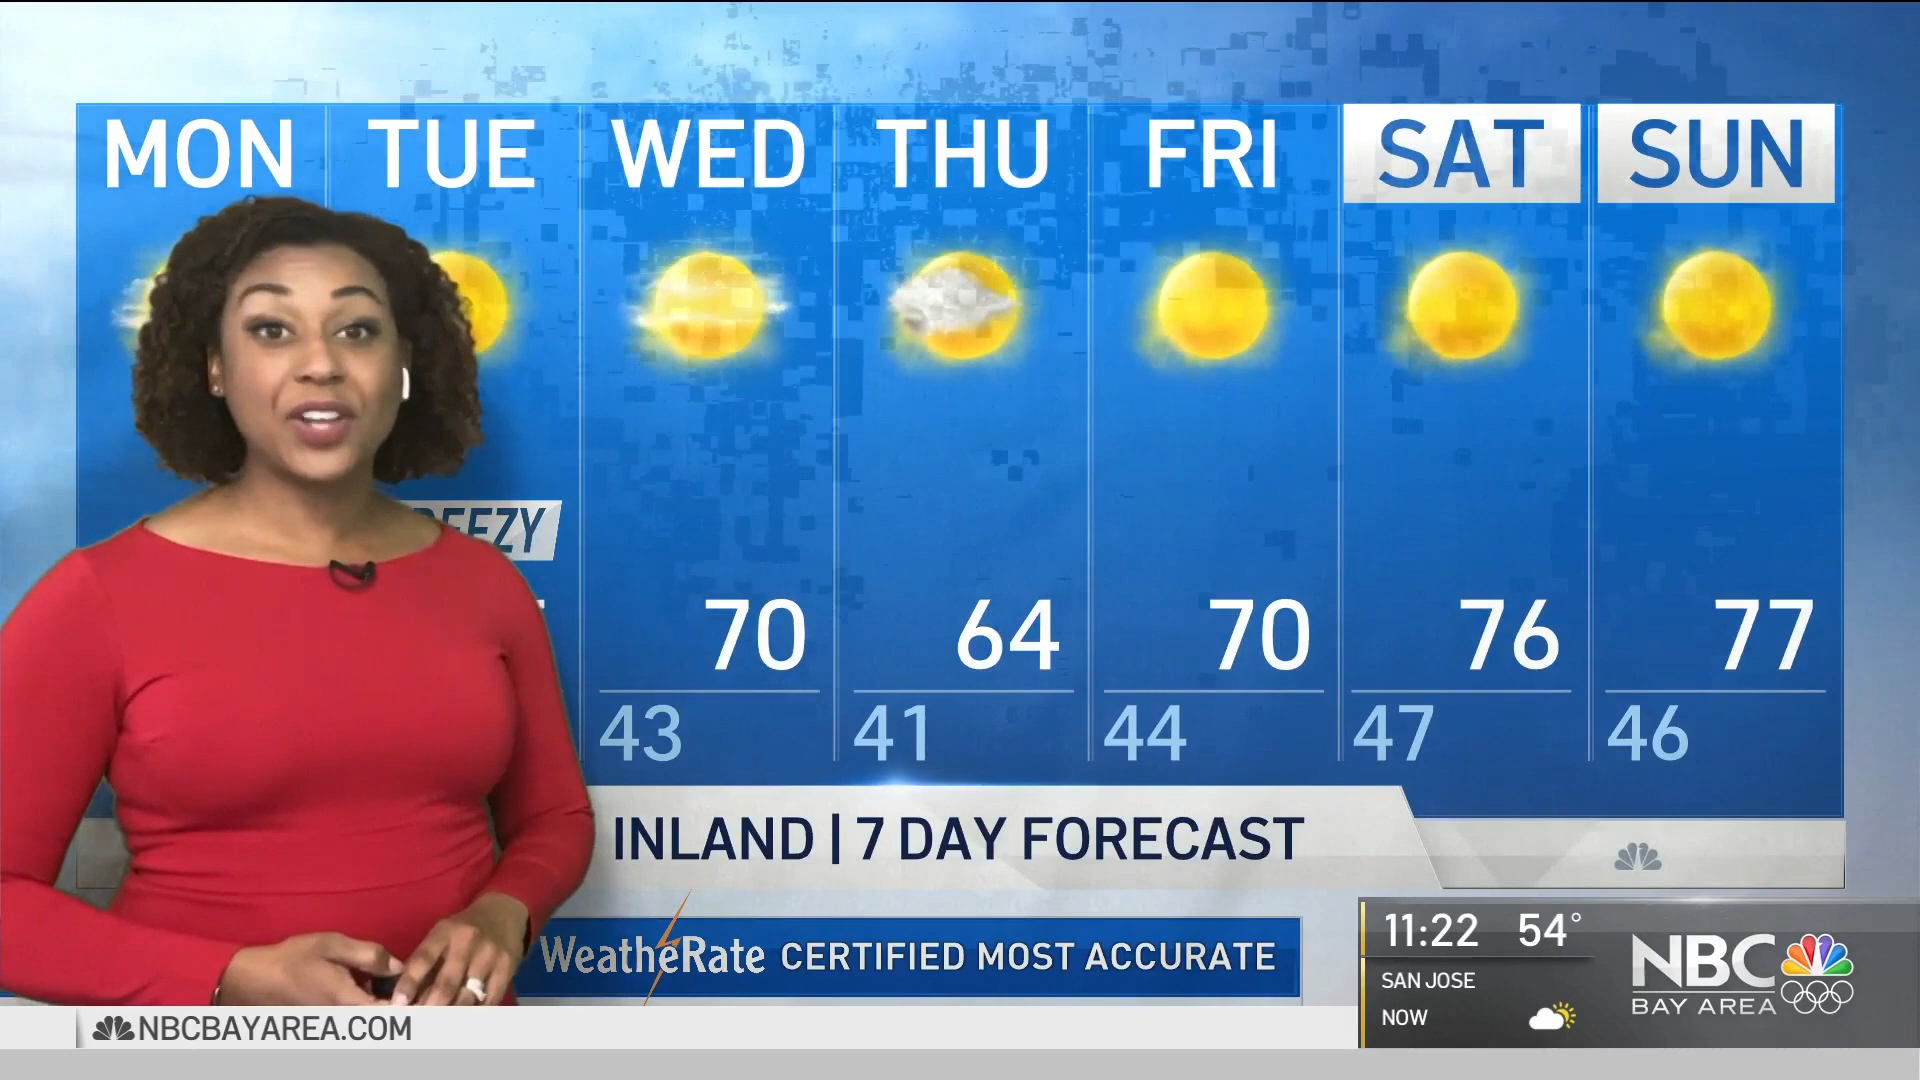 MON TUE WED THU FRI SAT SUN
70 64 70 76 77
43 41 44 47 46
INLAND | 7 DAY FORECAST
WeatheRate CERTIFIED MOST ACCURATE
11:22 54°
SAN JOSE
NOW
NBC
BAY AREA
NBCBAYAREA.COM